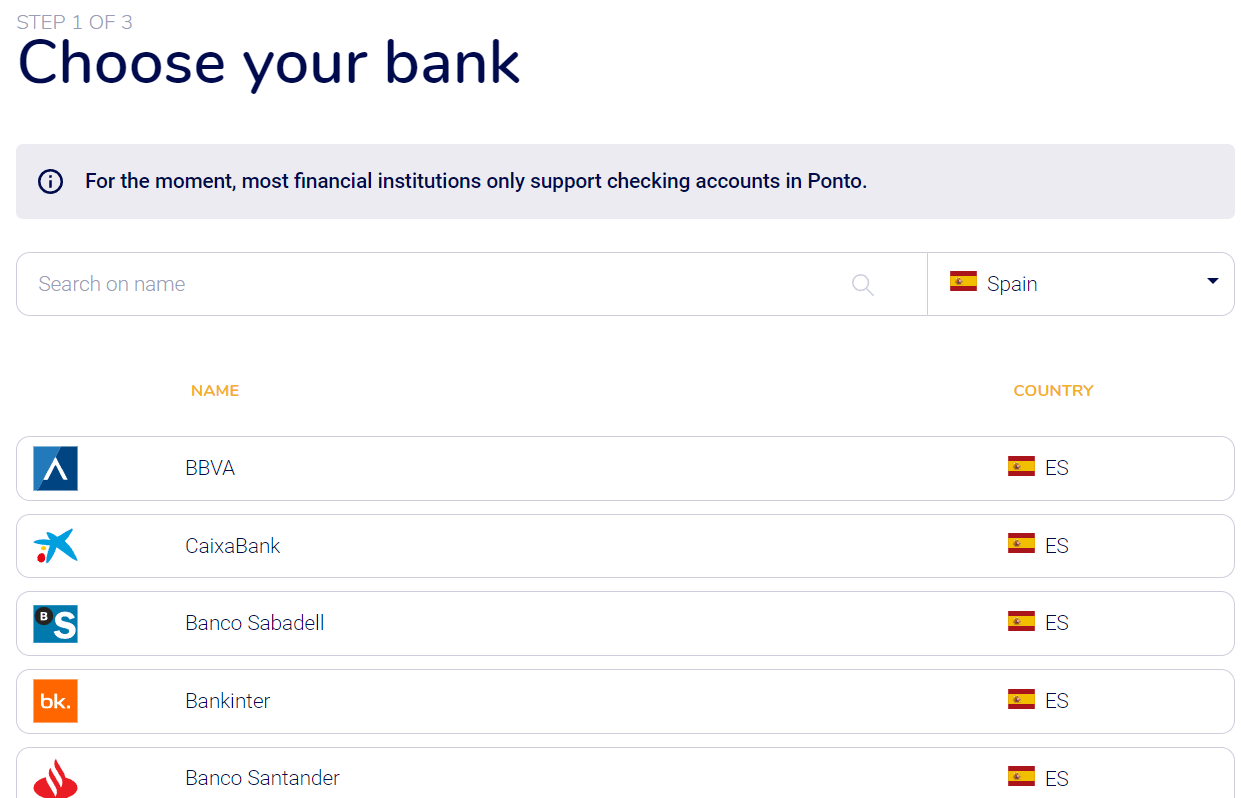 STEP 1 OF 3
Choose your bank
For the moment, most financial institutions only support checking accounts in Ponto.
Search on name
Spain
NAME COUNTRY
BBVA ES
CaixaBank ES
B S Banco Sabadell ES
bk. Bankinter ES
Banco Santander ES